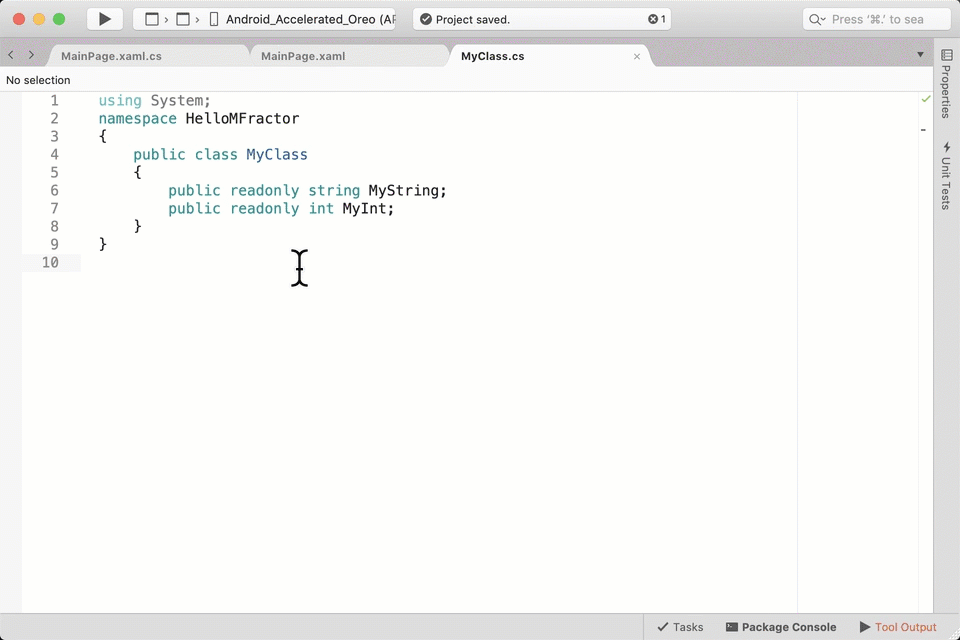 Android_Accelerated_Oreo (AP
Project saved.
1
Press ‘⌘.’ to sea
MainPage.xaml.cs
MainPage.xaml
MyClass.cs
No selection
1 using System;
2 namespace HelloMFractor
3 {
4 public class MyClass
5 {
6 public readonly string MyString;
7 public readonly int MyInt;
8 }
9 }
10
Properties
Unit Tests
Tasks
Package Console
Tool Output